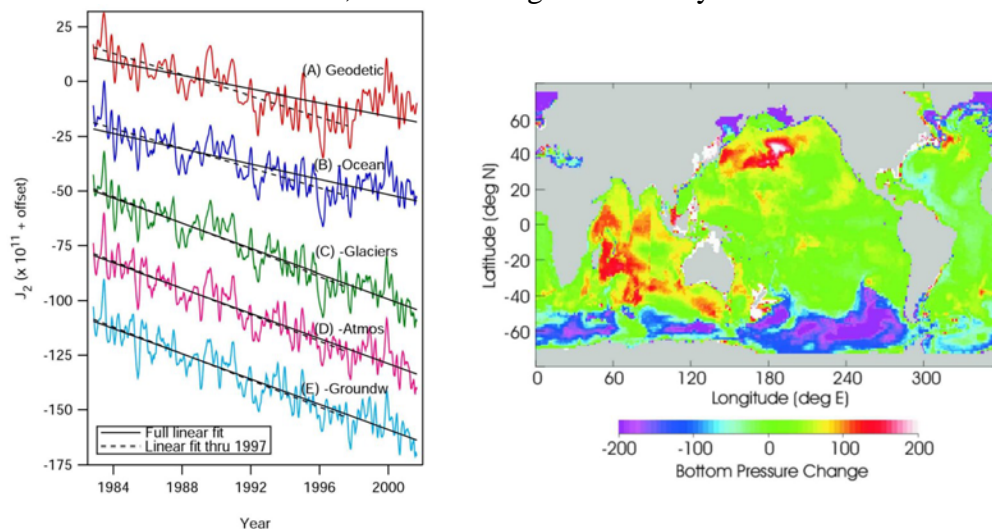 25
0
-25
-50
-75
-100
-125
-150
-175
J2 (x 10 11 + offset)
(A) Geodetic
(B) -Ocean
(C) -Glaciers
(D) -Atmos
(E) -Groundw
Full linear fit
Linear fit thru 1997
1984 1988 1992 1996 2000
Year
60
40
20
0
-20
-40
-60
Latitude (deg N)
0 60 120 180 240 300
Longitude (deg E)
-200 -100 0 100 200
Bottom Pressure Change